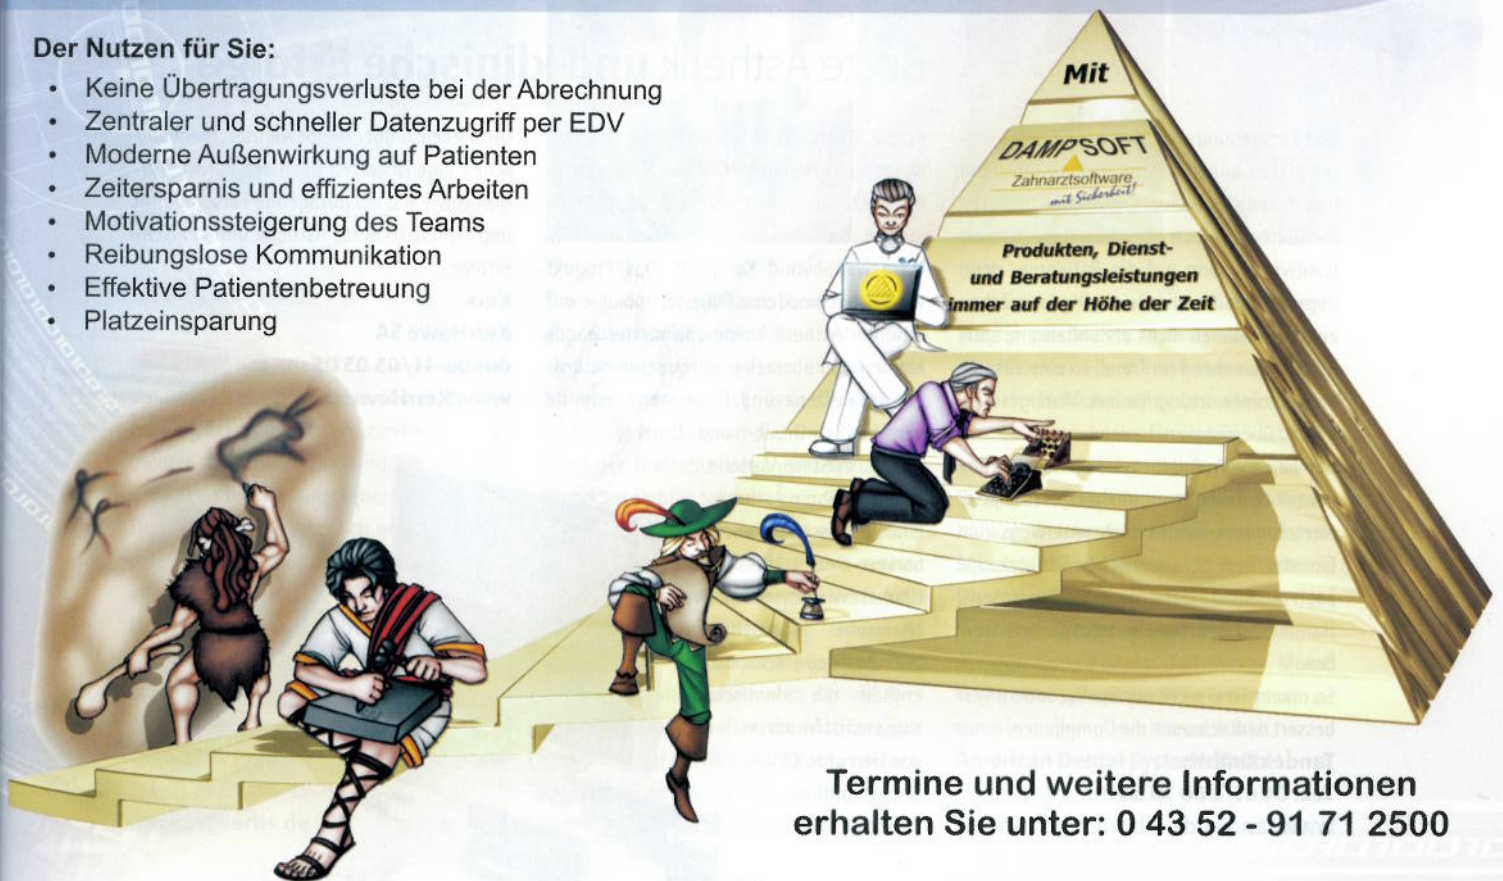 Der Nutzen für Sie:
• Keine Übertragungsverluste bei der Abrechnung
• Zentraler und schneller Datenzugriff per EDV
• Moderne Außenwirkung auf Patienten
• Zeitersparnis und effizientes Arbeiten
• Motivationssteigerung des Teams
• Reibungslose Kommunikation
• Effektive Patientenbetreuung
• Platzeinsparung
Mit
DAMPSOFT
Zahnarztsoftware
mit Sicherheit!
Produkten, Dienst-
und Beratungsleistungen
immer auf der Höhe der Zeit
Termine und weitere Informationen
erhalten Sie unter: 0 43 52 - 91 71 2500